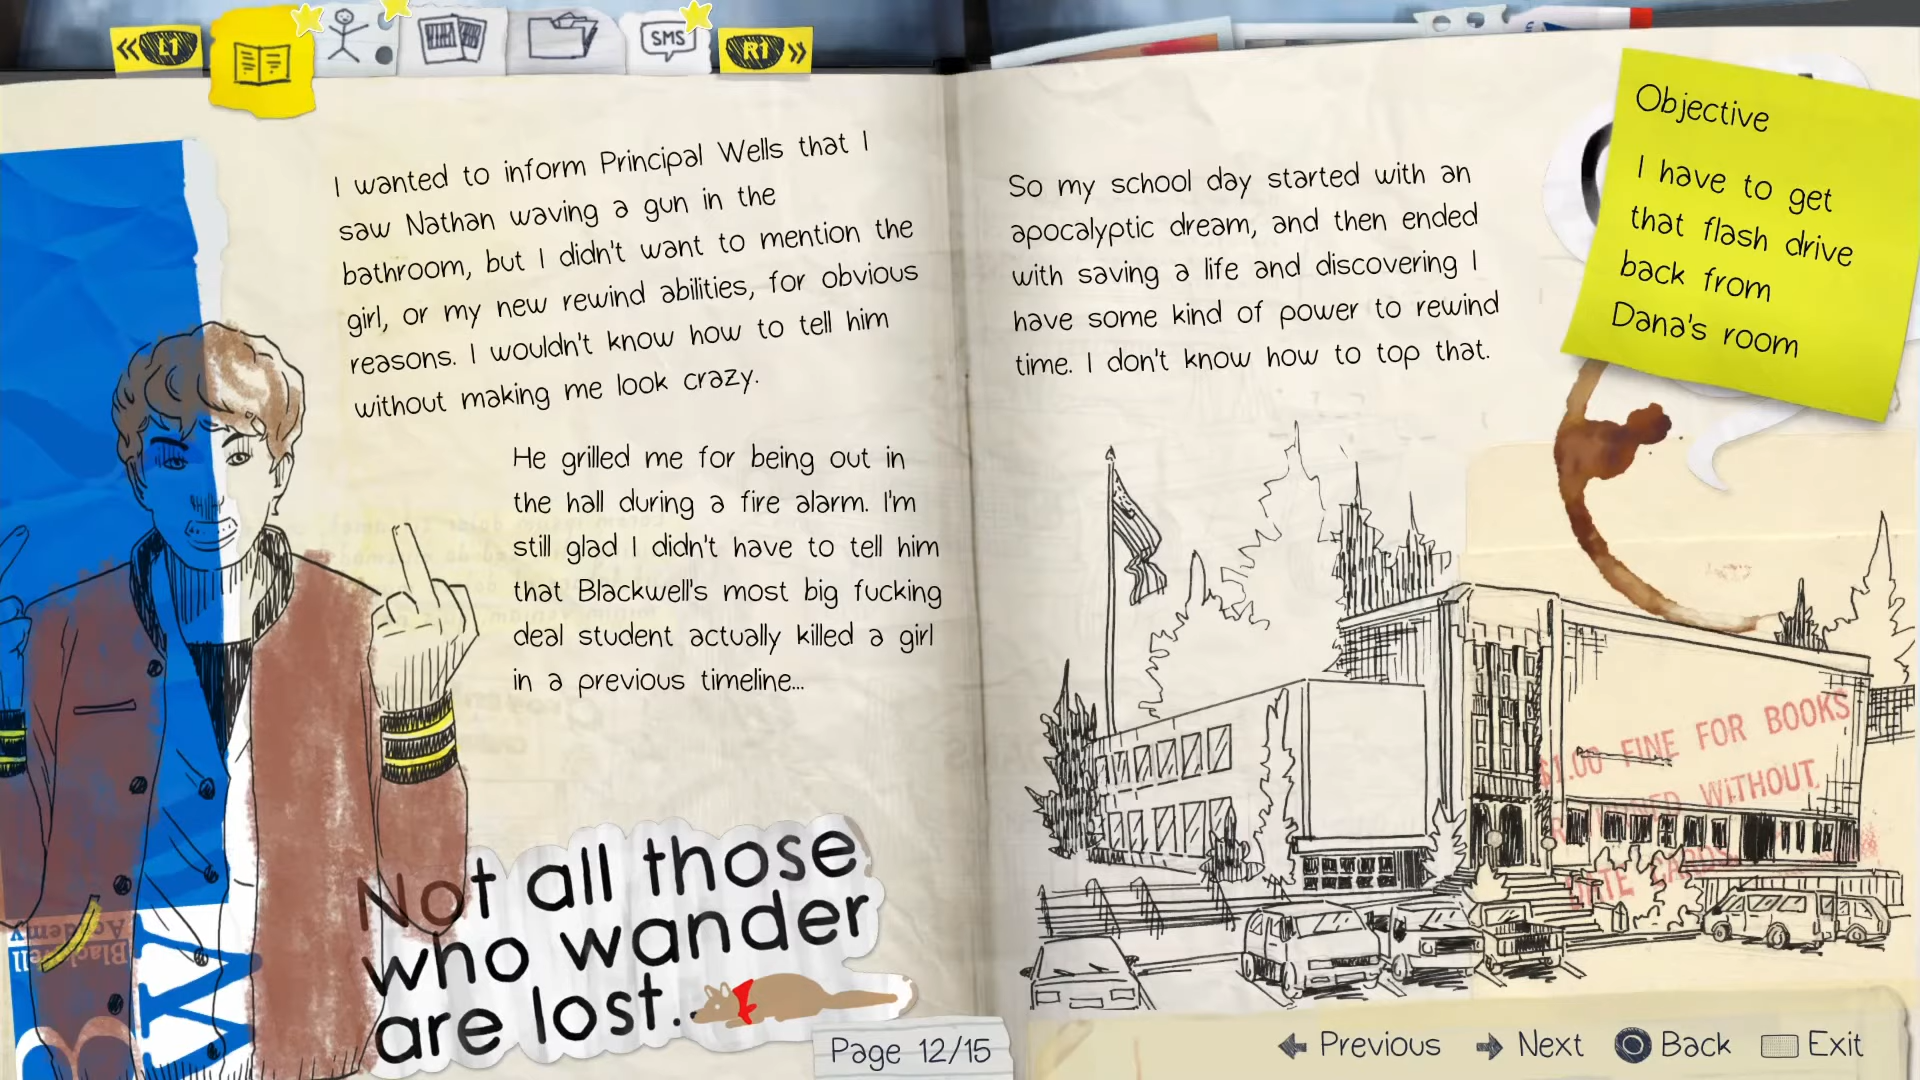 L1
SMS
R1
I wanted to inform Principal Wells that I
saw Nathan waving a gun in the
bathroom, but I didn't want to mention the
girl, or my new rewind abilities, for obvious
reasons. I wouldn't know how to tell him
without making me look crazy.
He grilled me for being out in
the hall during a fire alarm. I'm
still glad I didn't have to tell him
that Blackwell's most big fucking
deal student actually killed a girl
in a previous timeline...
Not all those
who wander
are lost..
Blackwell
Academy
Page 12/15
So my school day started with an
apocalyptic dream, and then ended
with saving a life and discovering I
have some kind of power to rewind
time. I don't know how to top that.
Objective
I have to get
that flash drive
back from
Dana's room
$1.00 FINE FOR BOOKS
WITHOUT
DATE CARDS
Previous
Next
Back
Exit